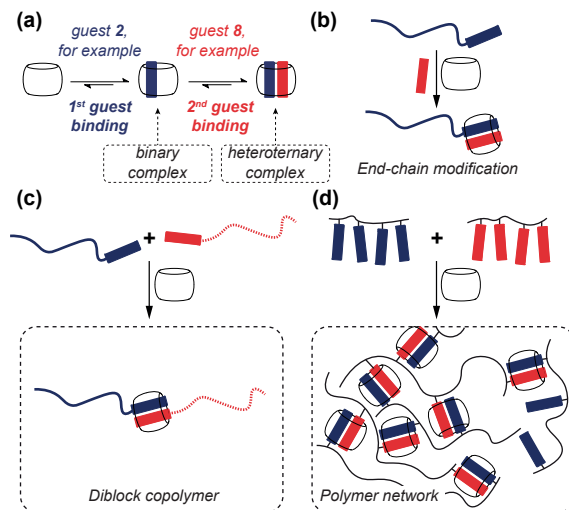 (a)
guest 2,
for example
guest 8,
for example
1st guest
binding
2nd guest
binding
binary
complex
heteroternary
complex
(b)
End-chain modification
(c)
+
Diblock copolymer
(d)
+
Polymer network